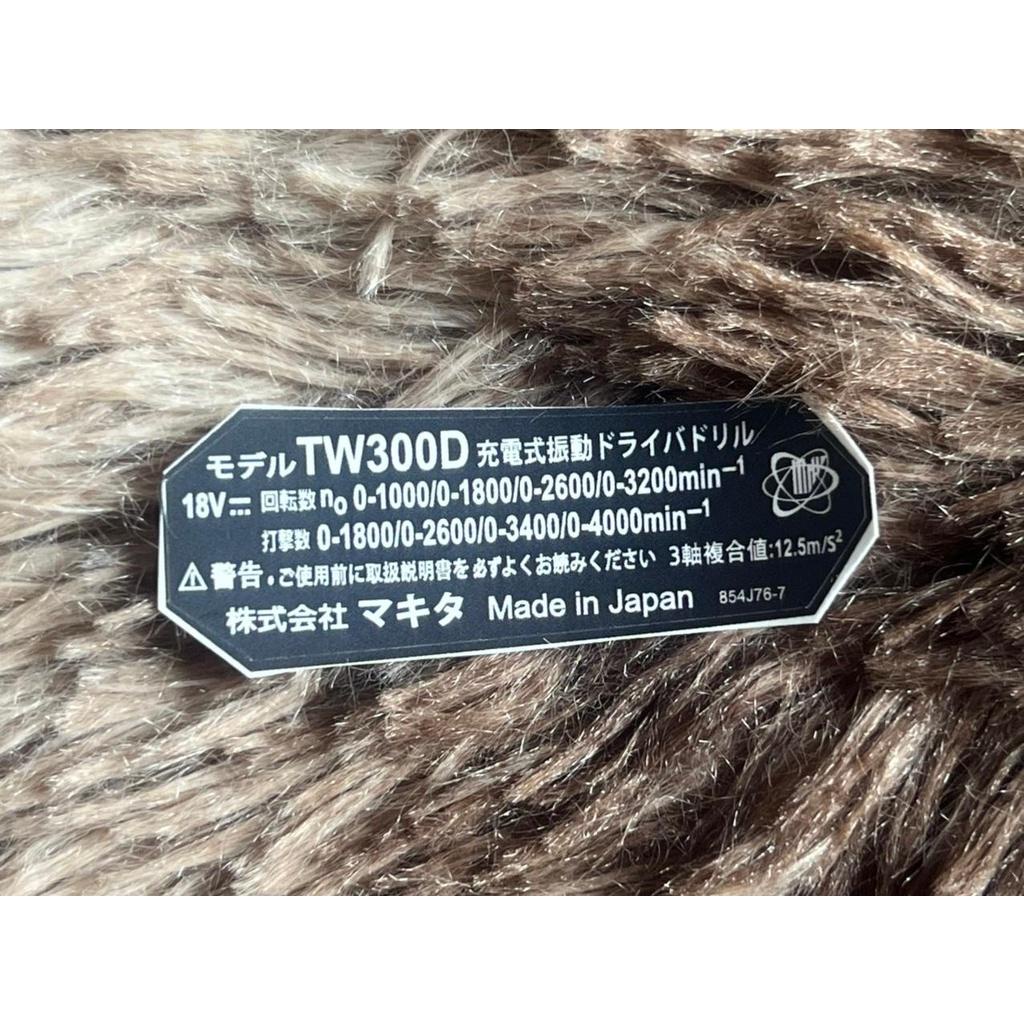 モデル TW300D 充電式振動ドライバドリル
18V⎓ 回転数 n₀ 0-1000/0-1800/0-2600/0-3200min⁻¹
打撃数 0-1800/0-2600/0-3400/0-4000min⁻¹
⚠警告・ご使用前に取扱説明書を必ずよくお読みください 3軸複合値:12.5m/s²
株式会社 マキタ Made in Japan 854J76-7